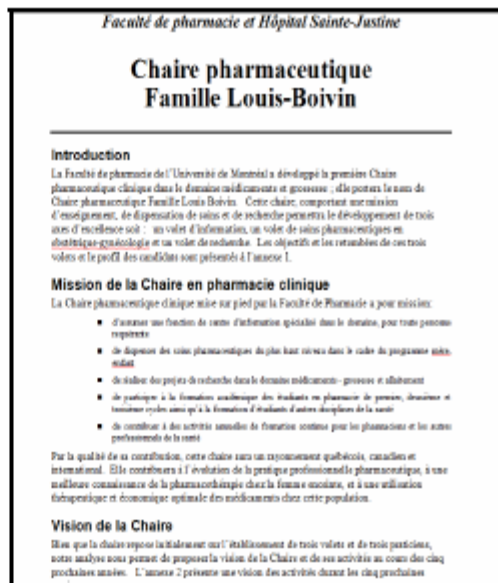 Faculté de pharmacie et Hôpital Sainte-Justine
Chaire pharmaceutique
Famille Louis-Boivin
Introduction
La Faculté de pharmacie de l'Université de Montréal a développé la première Chaire
pharmaceutique clinique dans le domaine médicaments et grossesse ; elle portera le nom de
Chaire pharmaceutique Famille Louis Boivin. Cette chaire, comportant une mission
d'enseignement, de dispensation de soins et de recherche permettra le développement de trois
axes d'excellence soit : un volet d'information, un volet de soins pharmaceutiques en
obstétrique-gynécologie et un volet de recherche. Les objectifs et les retombées de ces trois
volets et le profil des candidats sont présentés à l'annexe 1.
Mission de la Chaire en pharmacie clinique
La Chaire pharmaceutique clinique mise sur pied par la Faculté de Pharmacie a pour mission:
■ d'assumer une fonction de centre d'information spécialisé dans le domaine, pour toute personne
requérante
■ de dispenser des soins pharmaceutiques du plus haut niveau dans le cadre du programme mère
enfant
■ de réaliser des projets de recherche dans le domaine médicaments - grossesse et allaitement
■ de participer à la formation académique des étudiants en pharmacie de premier, deuxième et
troisième cycles ainsi qu'à la formation d'étudiants d'autres disciplines de la santé
■ de contribuer à des activités annuelles de formation continue pour les pharmaciens et les autres
professionnels de la santé
Par la qualité de sa contribution, cette chaire aura un rayonnement québécois, canadien et
international. Elle contribuera à l'évolution de la pratique professionnelle pharmaceutique, à une
meilleure connaissance de la pharmacothérapie chez la femme enceinte, et à une utilisation
thérapeutique et économique optimale des médicaments chez cette population.
Vision de la Chaire
Bien que la chaire repose initialement sur l'établissement de trois volets et de trois praticiens,
notre analyse nous permet de proposer la vision de la Chaire et de ses activités au cours des cinq
prochaines années. L'annexe 2 présente une vision des activités durant les cinq prochaines